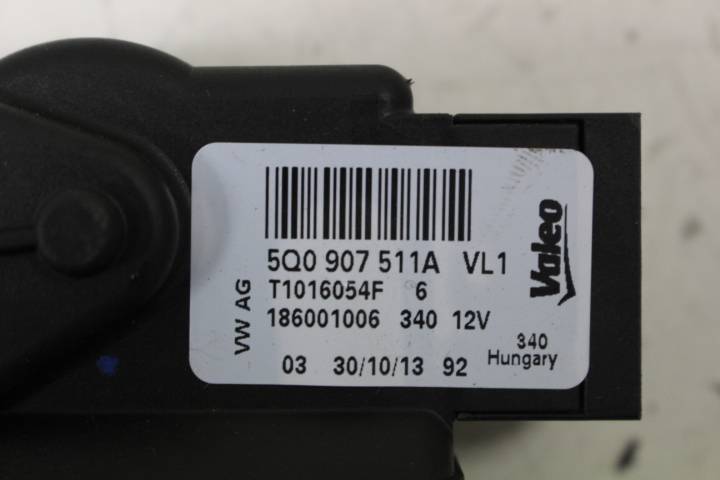 5Q0 907 511A VL1
T1016054F 6
186001006 340 12V
03 30/10/13 92
VW AG
Valeo
340
Hungary